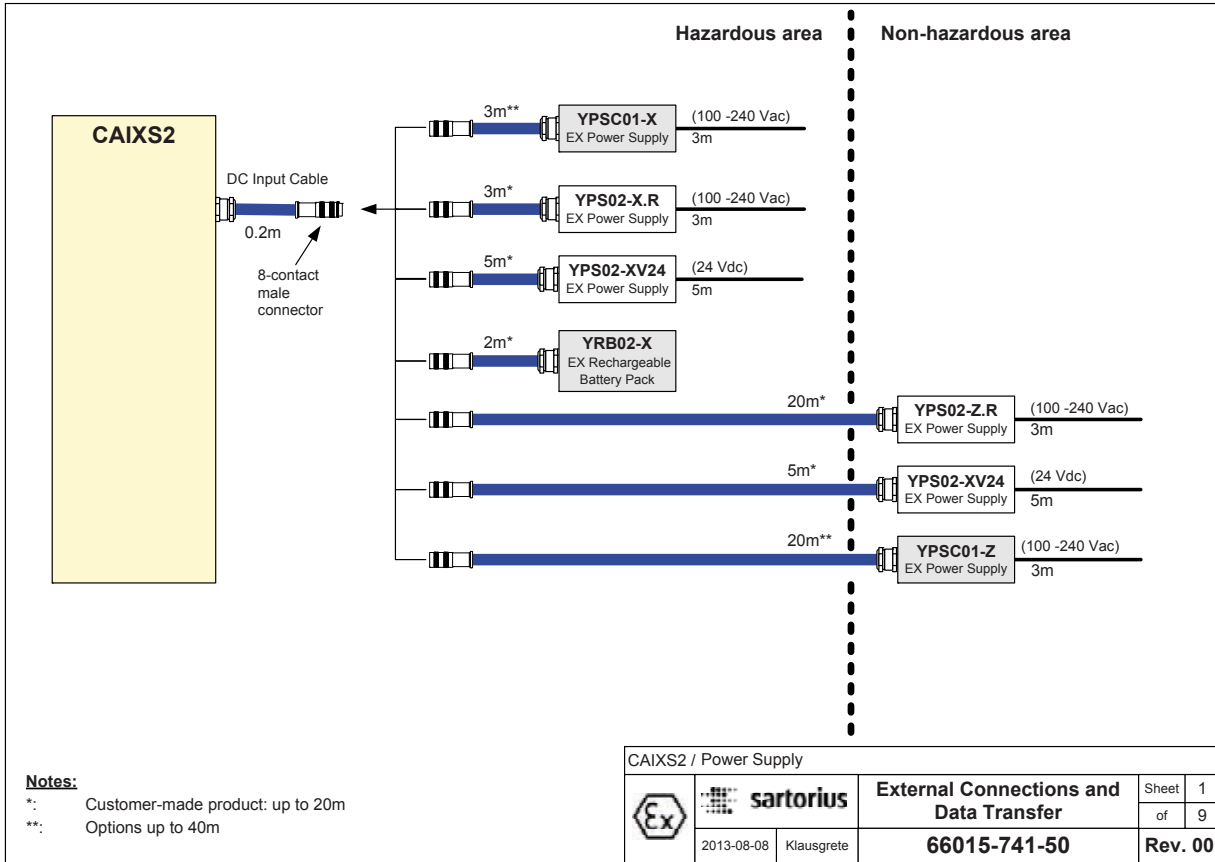 Hazardous area
Non-hazardous area
CAIXS2
DC Input Cable
0.2m
8-contact
male
connector
3m**
YPSC01-X
EX Power Supply
(100 -240 Vac)
3m
3m*
YPS02-X.R
EX Power Supply
(100 -240 Vac)
3m
5m*
YPS02-XV24
EX Power Supply
(24 Vdc)
5m
2m*
YRB02-X
EX Rechargeable
Battery Pack
20m*
YPS02-Z.R
EX Power Supply
(100 -240 Vac)
3m
5m*
YPS02-XV24
EX Power Supply
(24 Vdc)
5m
20m**
YPSC01-Z
EX Power Supply
(100 -240 Vac)
3m
Notes:
*: Customer-made product: up to 20m
**: Options up to 40m
CAIXS2 / Power Supply
Ex
sartorius
2013-08-08 Klausgrete
External Connections and
Data Transfer
66015-741-50
Sheet 1
of 9
Rev. 00